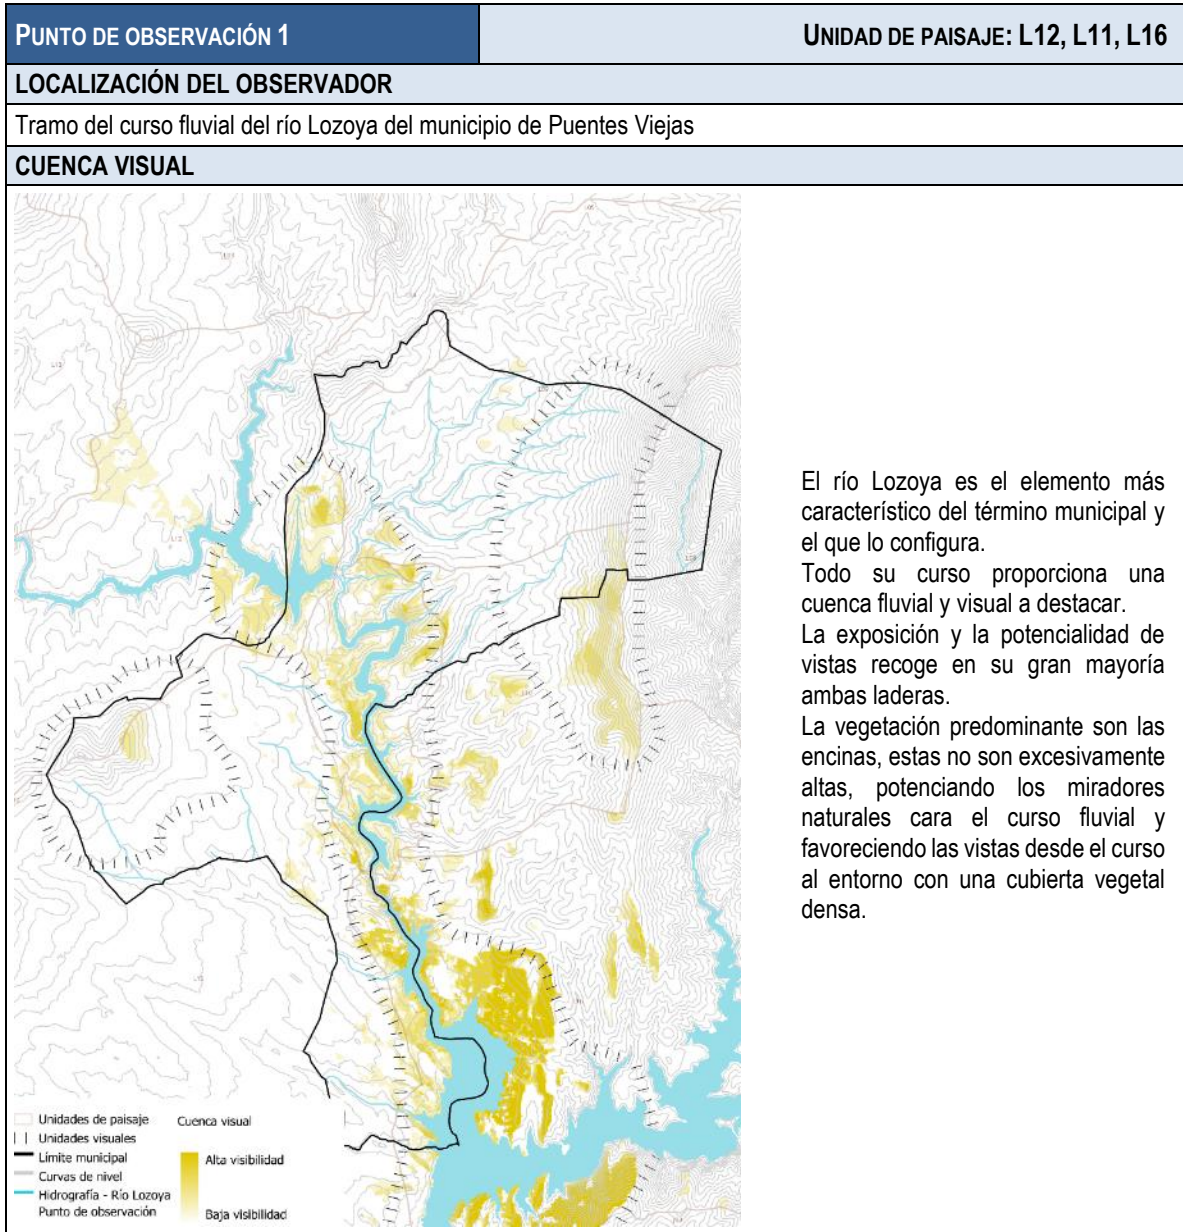 PUNTO DE OBSERVACIÓN 1
UNIDAD DE PAISAJE: L12, L11, L16
LOCALIZACIÓN DEL OBSERVADOR
Tramo del curso fluvial del río Lozoya del municipio de Puentes Viejas
CUENCA VISUAL
El río Lozoya es el elemento más
característico del término municipal y
el que lo configura.
Todo su curso proporciona una
cuenca fluvial y visual a destacar.
La exposición y la potencialidad de
vistas recoge en su gran mayoría
ambas laderas.
La vegetación predominante son las
encinas, estas no son excesivamente
altas, potenciando los miradores
naturales cara el curso fluvial y
favoreciendo las vistas desde el curso
al entorno con una cubierta vegetal
densa.
L12
Unidades de paisaje
Unidades visuales
Límite municipal
Curvas de nivel
Hidrografía - Río Lozoya
Punto de observación
Cuenca visual
Alta visibilidad
Baja visibilidad